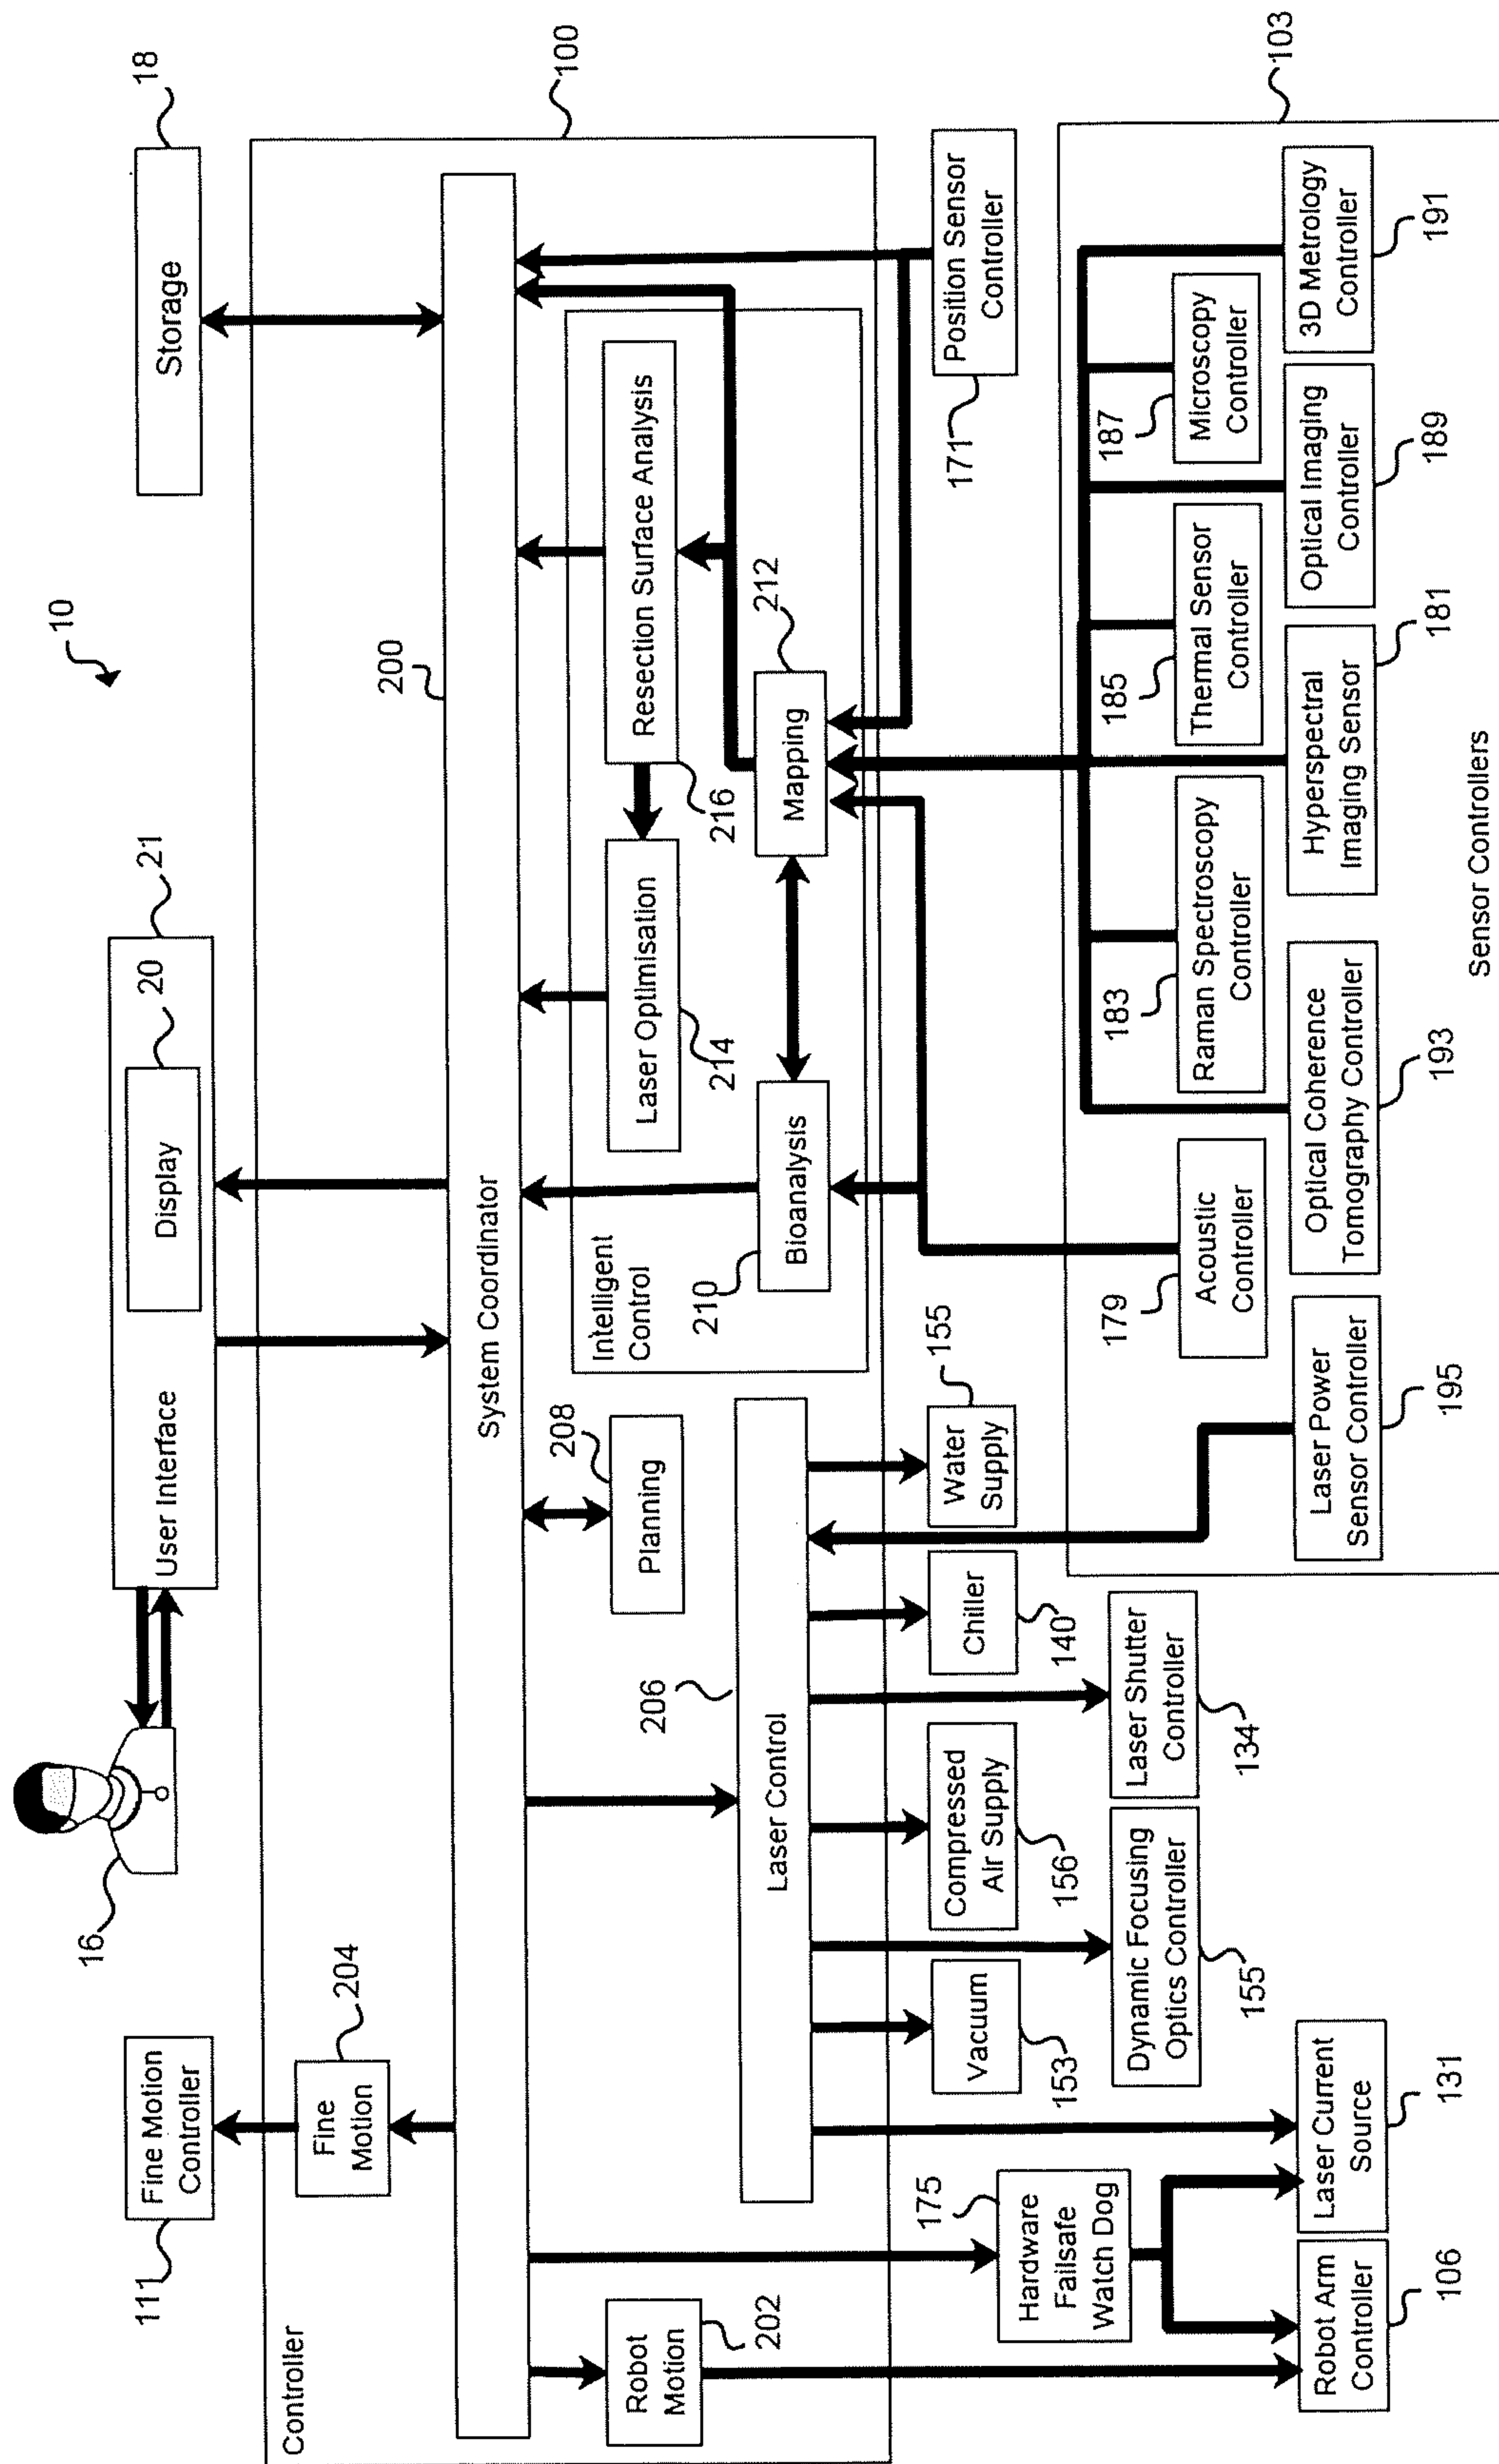 10
16
User Interface
21
Display
20
Storage
18
Fine Motion
Controller
111
Controller
100
Fine
Motion
204
System Coordinator
200
Robot
Motion
202
Planning
208
Laser Control
206
Intelligent
Control
Laser Optimisation
214
Resection Surface Analysis
216
Bioanalysis
210
Mapping
212
Hardware
Failsafe
Watch Dog
175
Vacuum
153
Compressed
Air Supply
156
Chiller
140
Water
Supply
155
Position Sensor
Controller
171
Dynamic Focusing
Optics Controller
155
Laser Shutter
Controller
134
Robot Arm
Controller
106
Laser Current
Source
131
103
Acoustic
Controller
179
Raman Spectroscopy
Controller
183
Thermal Sensor
Controller
185
Microscopy
Controller
187
Laser Power
Sensor Controller
195
Optical Coherence
Tomography Controller
193
Hyperspectral
Imaging Sensor
181
Optical Imaging
Controller
189
3D Metrology
Controller
191
Sensor Controllers